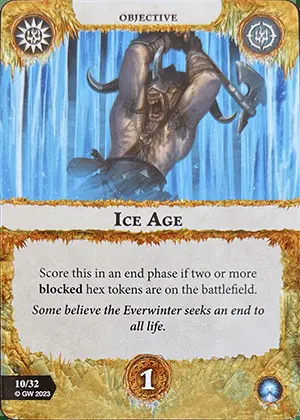 OBJECTIVE
ICE AGE
Score this in an end phase if two or more
blocked hex tokens are on the battlefield.
Some believe the Everwinter seeks an end to
all life.
10/32
© GW 2023
1